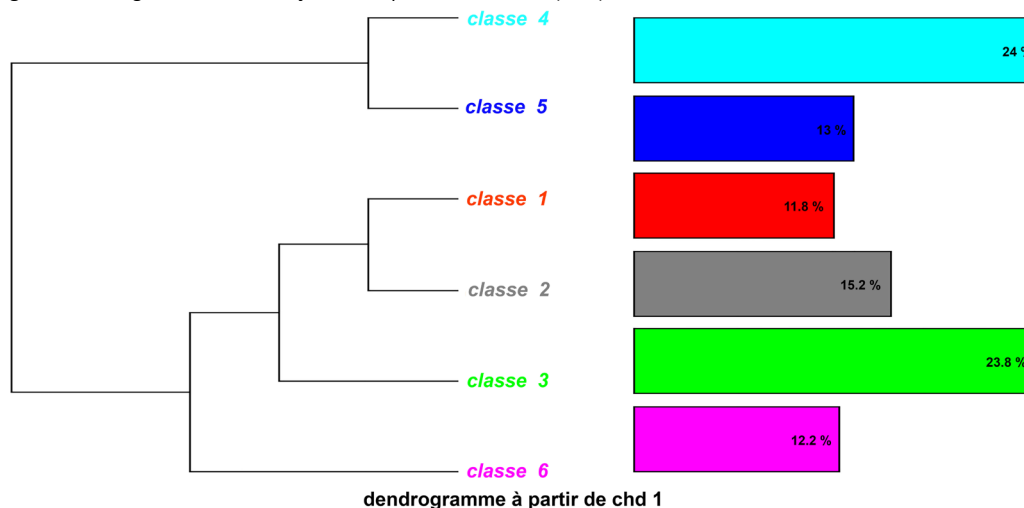 classe 4
24 %
classe 5
13 %
classe 1
11.8 %
classe 2
15.2 %
classe 3
23.8 %
classe 6
12.2 %
dendrogramme à partir de chd 1